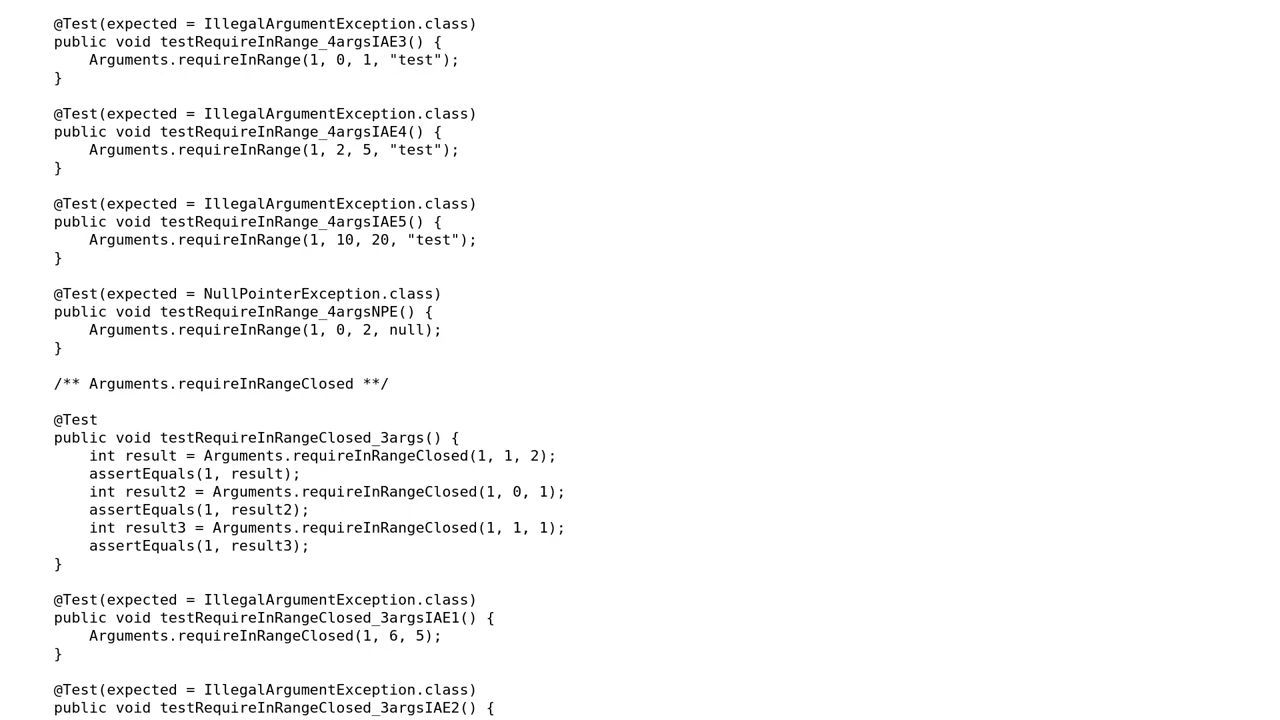 @Test(expected = IllegalArgumentException.class)
public void testRequireInRange_4argsIAE3() {
    Arguments.requireInRange(1, 0, 1, "test");
}

@Test(expected = IllegalArgumentException.class)
public void testRequireInRange_4argsIAE4() {
    Arguments.requireInRange(1, 2, 5, "test");
}

@Test(expected = IllegalArgumentException.class)
public void testRequireInRange_4argsIAE5() {
    Arguments.requireInRange(1, 10, 20, "test");
}

@Test(expected = NullPointerException.class)
public void testRequireInRange_4argsNPE() {
    Arguments.requireInRange(1, 0, 2, null);
}

/** Arguments.requireInRangeClosed **/

@Test
public void testRequireInRangeClosed_3args() {
    int result = Arguments.requireInRangeClosed(1, 1, 2);
    assertEquals(1, result);
    int result2 = Arguments.requireInRangeClosed(1, 0, 1);
    assertEquals(1, result2);
    int result3 = Arguments.requireInRangeClosed(1, 1, 1);
    assertEquals(1, result3);
}

@Test(expected = IllegalArgumentException.class)
public void testRequireInRangeClosed_3argsIAE1() {
    Arguments.requireInRangeClosed(1, 6, 5);
}

@Test(expected = IllegalArgumentException.class)
public void testRequireInRangeClosed_3argsIAE2() {